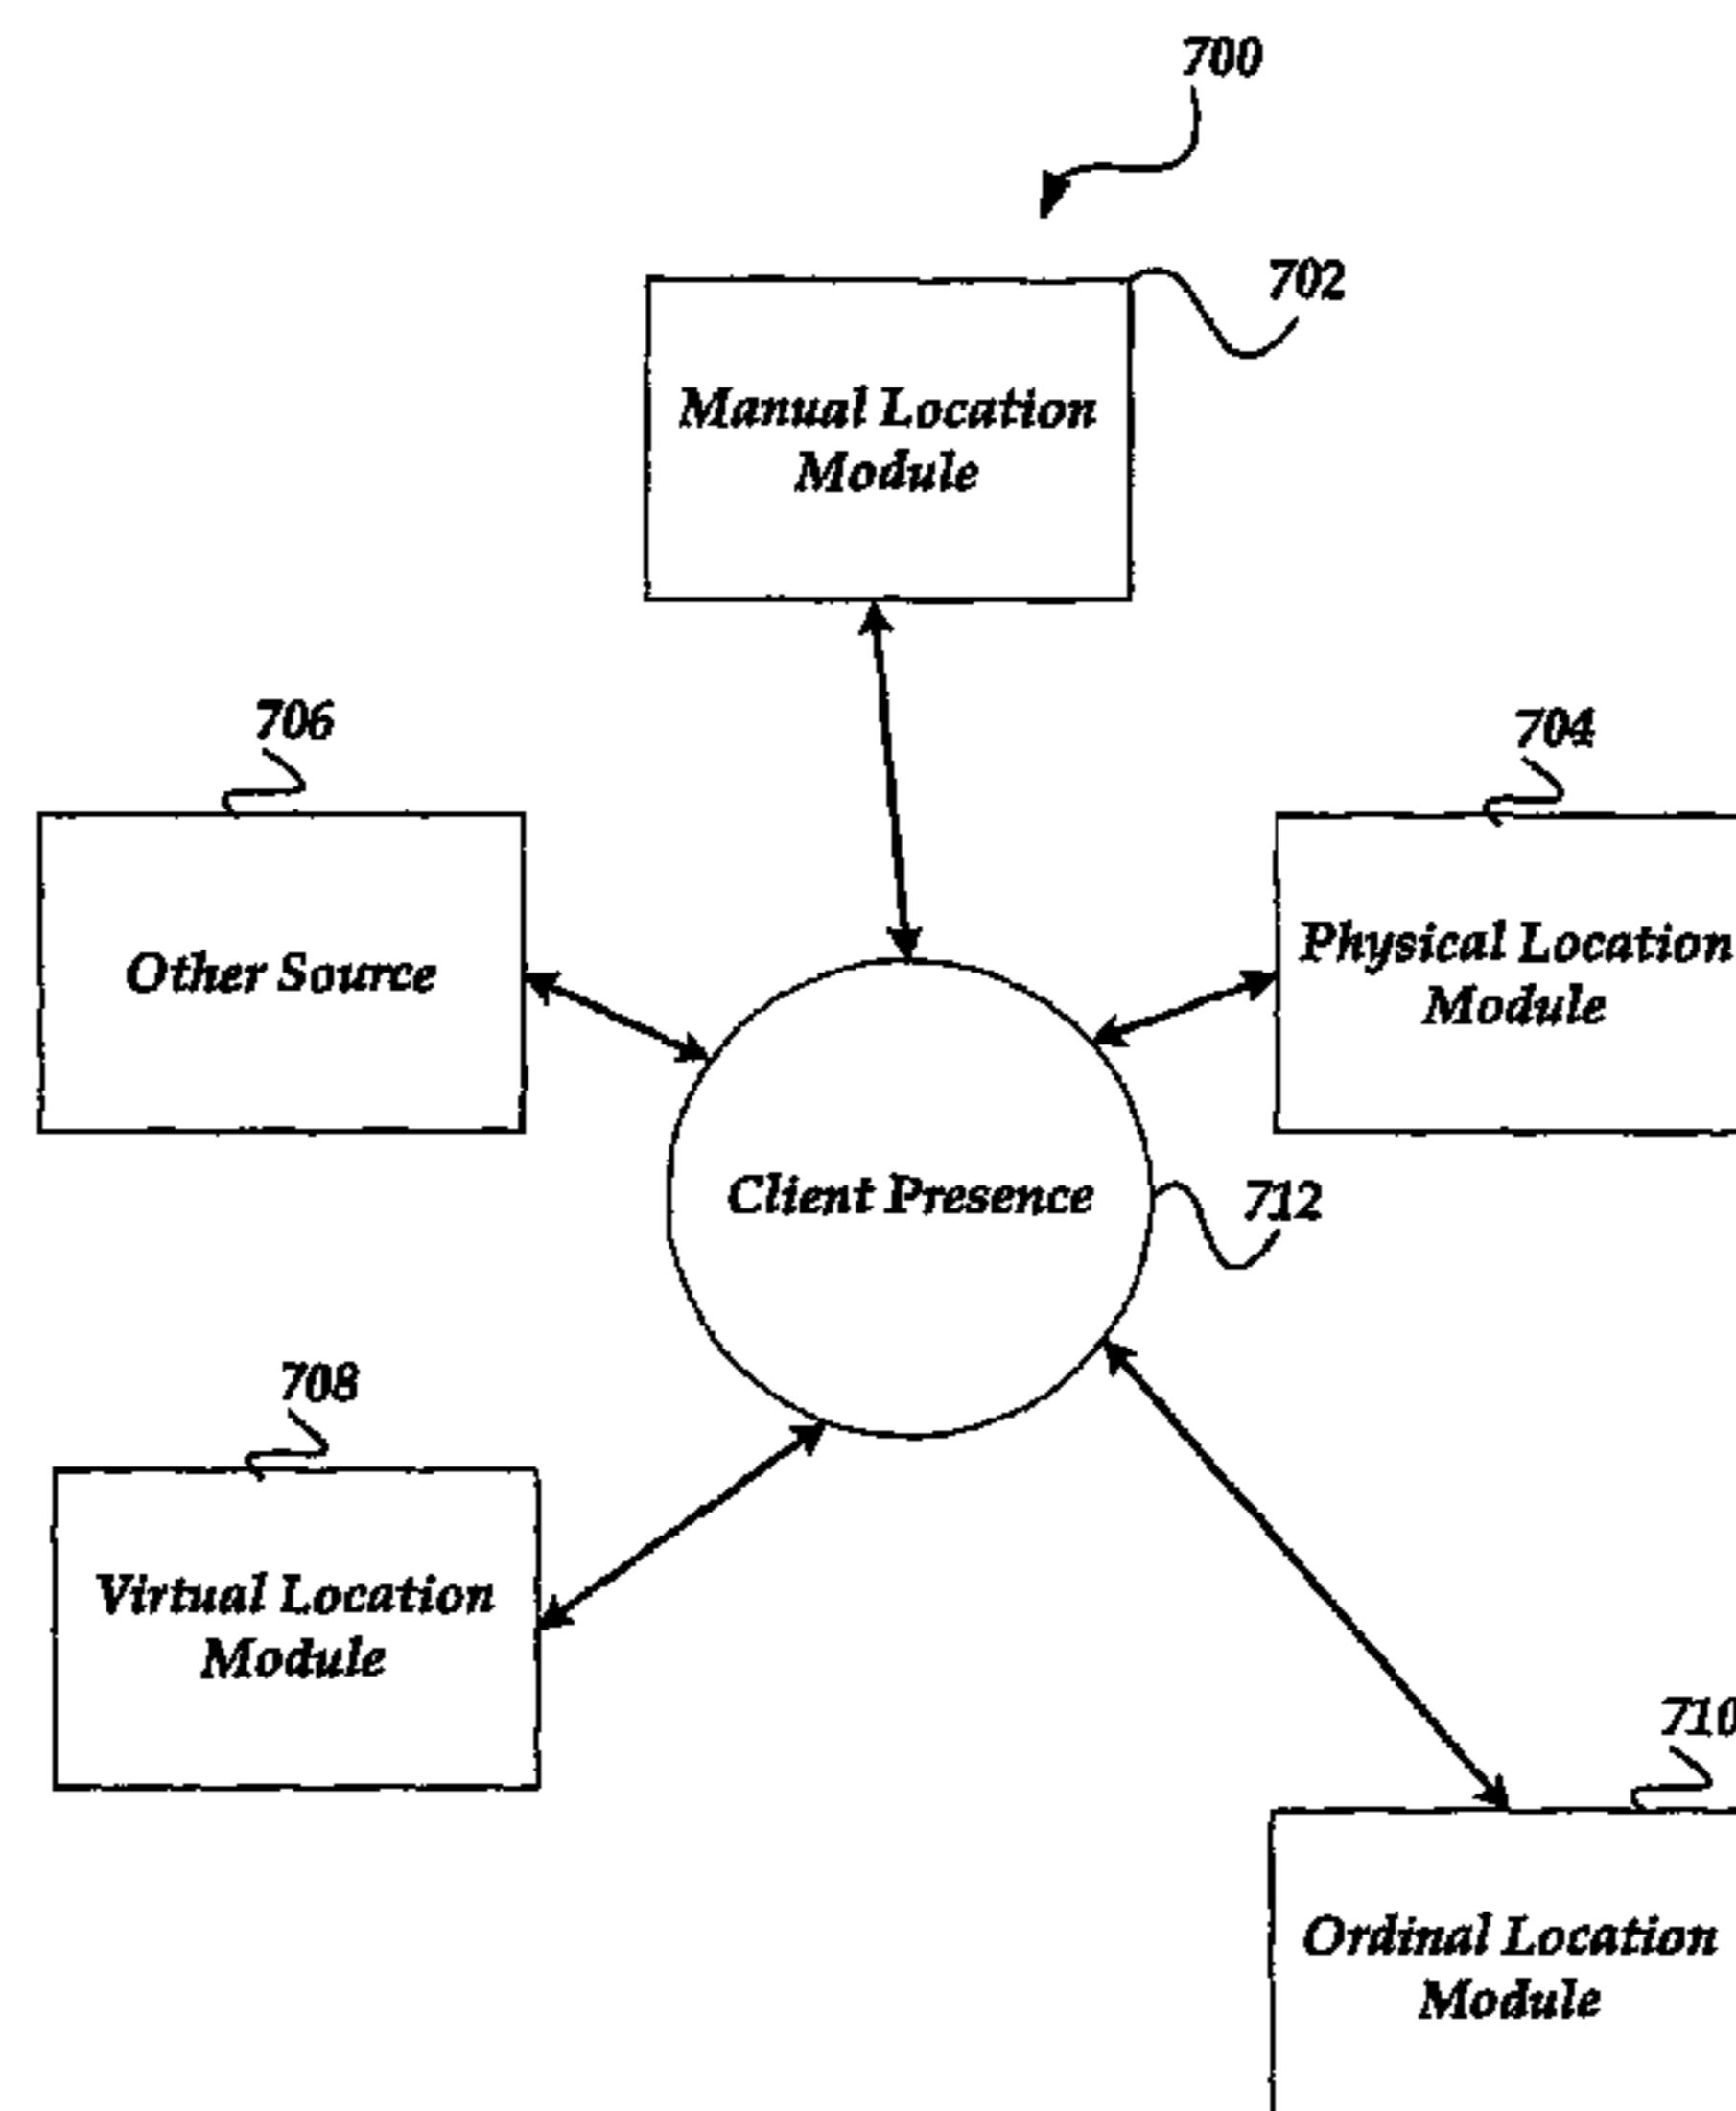 700
702
Manual Location
Module
706
704
Other Source
Physical Location
Module
Client Presence
712
708
Virtual Location
Module
710
Ordinal Location
Module